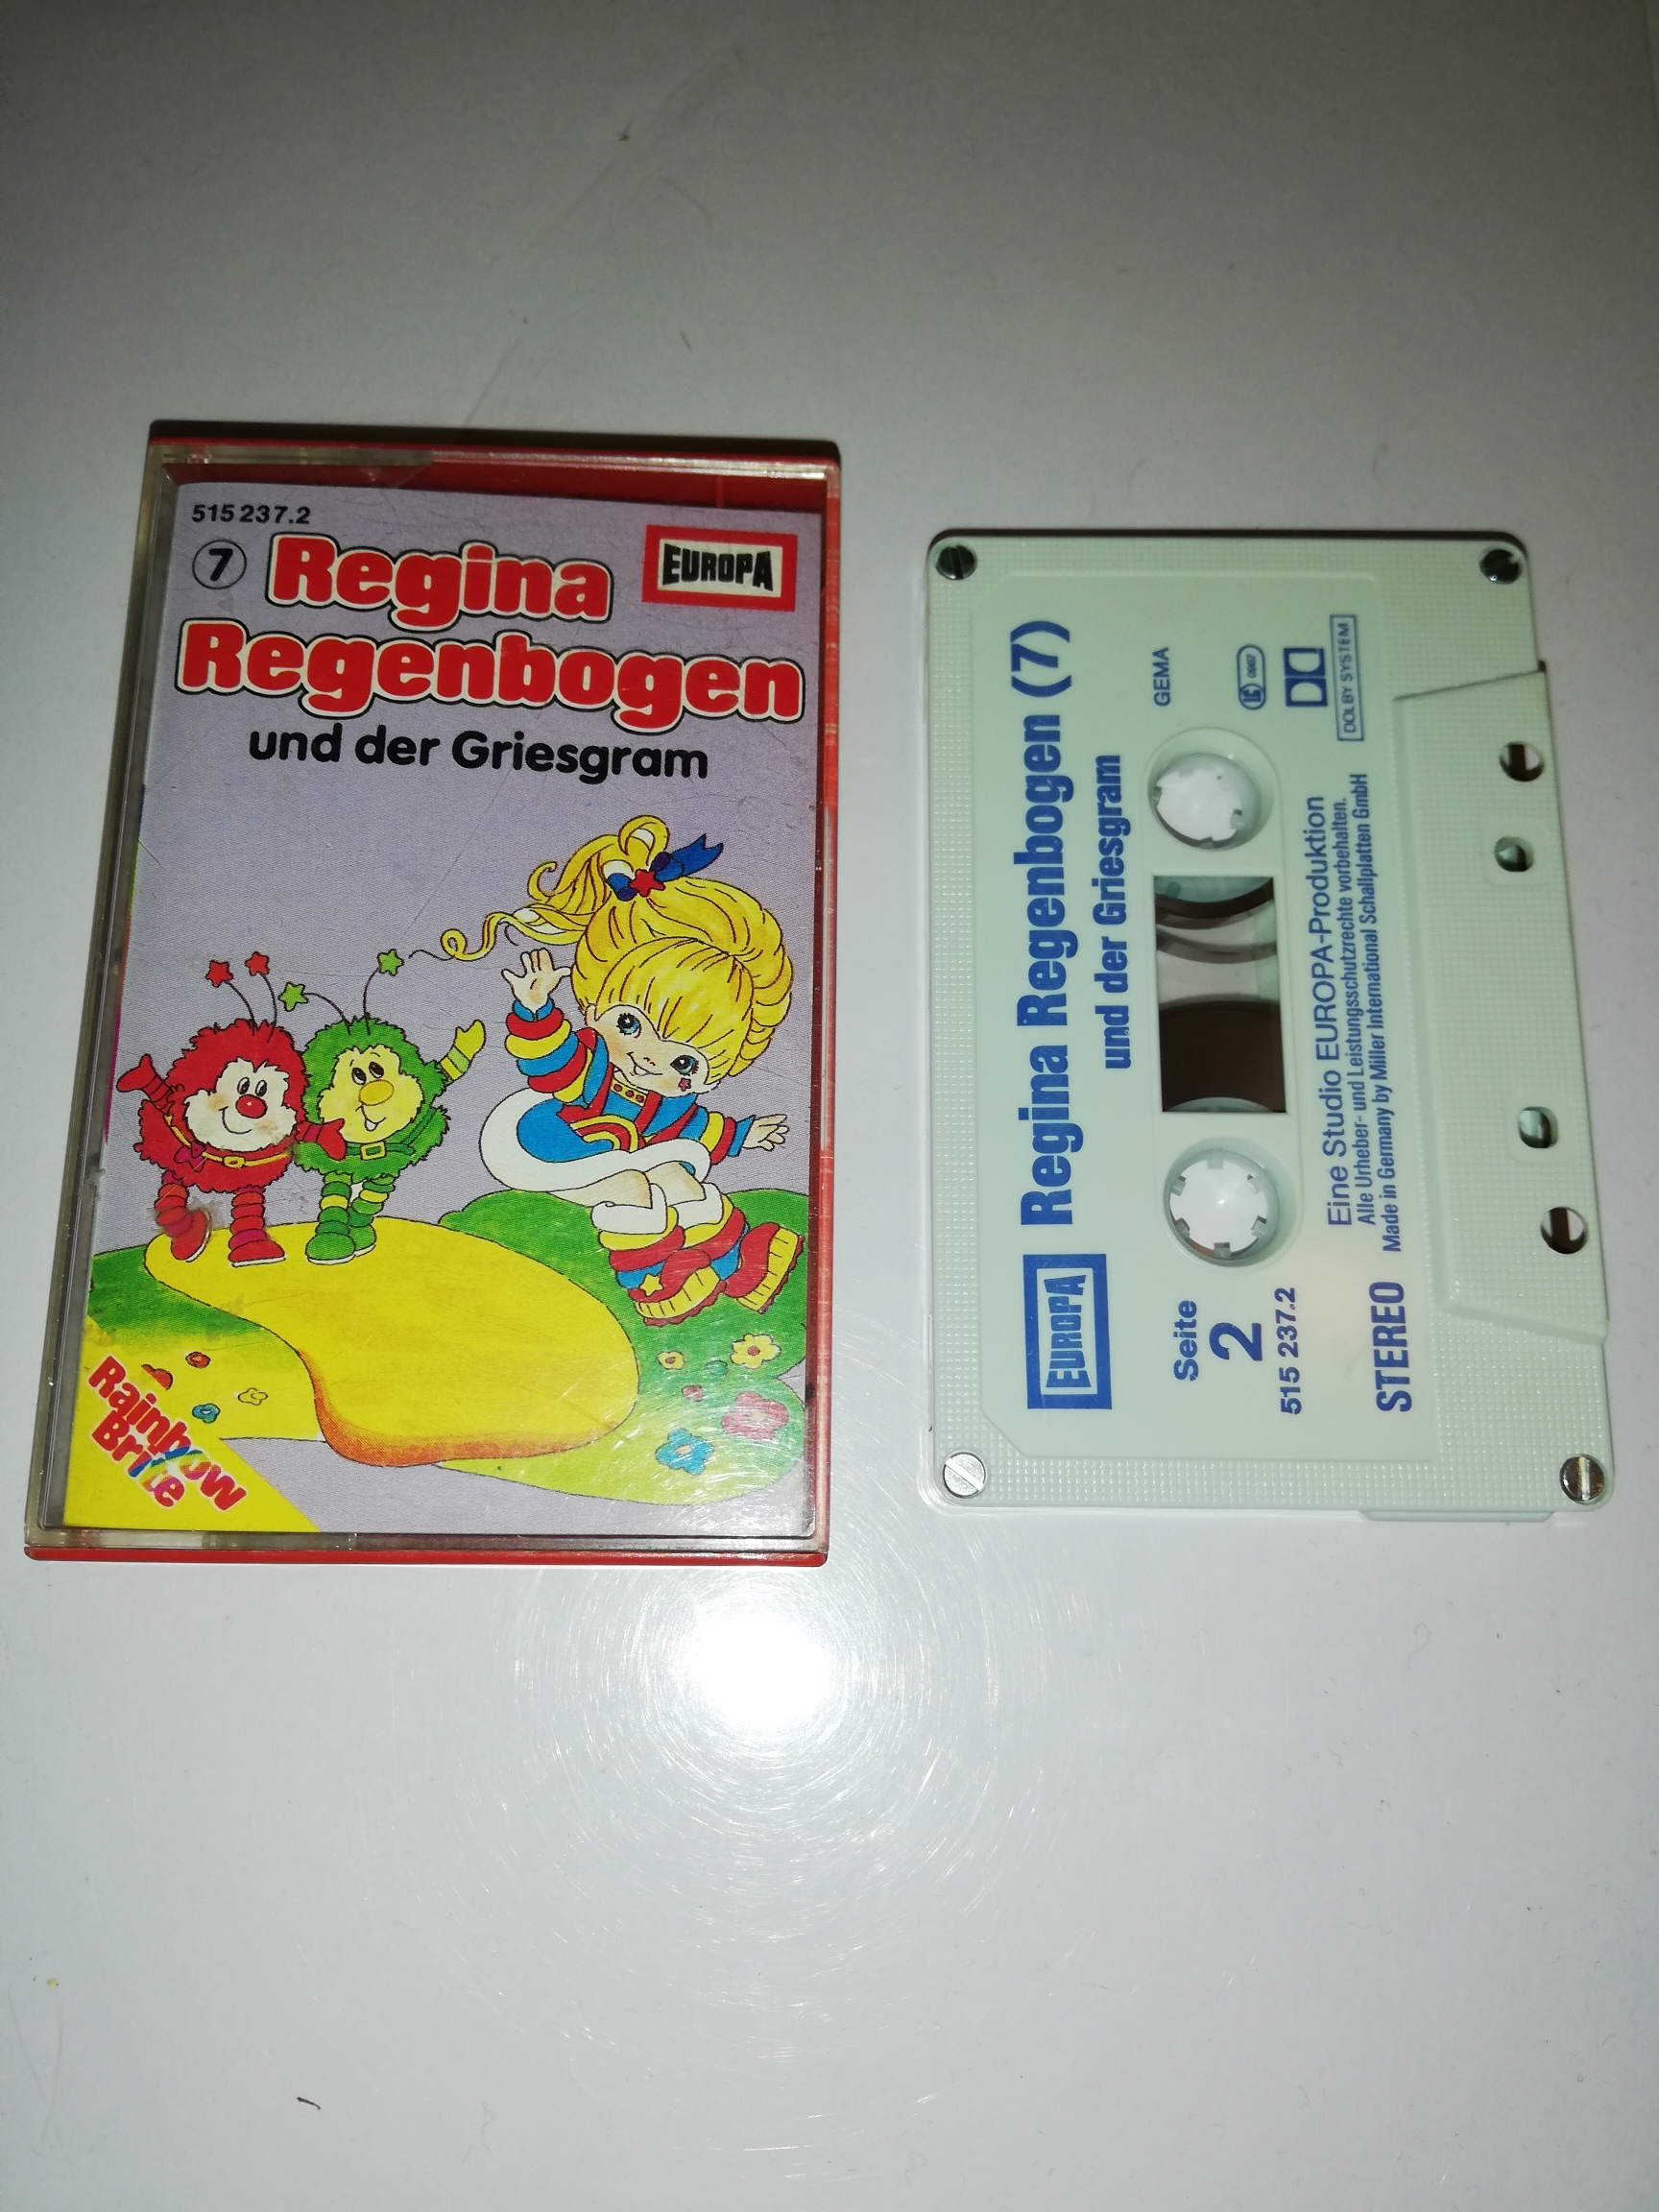 515 237.2
7
EUROPA
Regina
Regenbogen
und der Griesgram
Rainbow
Brite
EUROPA
Regina Regenbogen (7)
und der Griesgram
Seite
2
515 237.2
GEMA
LC 0067
DOLBY SYSTEM
STEREO
Eine Studio EUROPA-Produktion
Alle Urheber- und Leistungsschutzrechte vorbehalten.
Made in Germany by Miller International Schallplatten GmbH